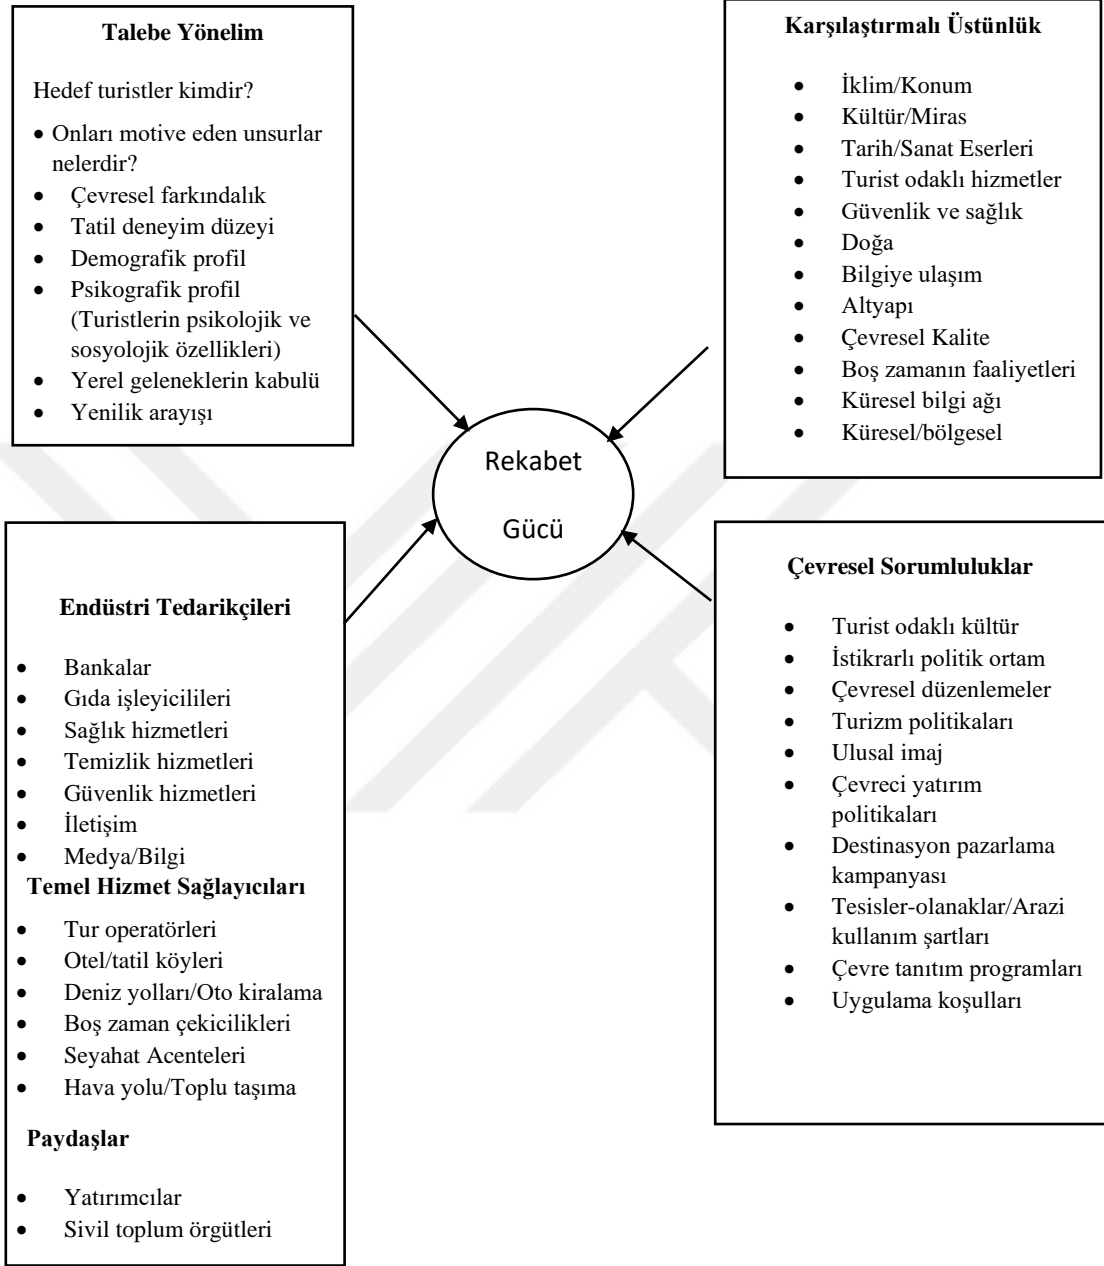 Talebe Yönelim
Hedef turistler kimdir?
• Onları motive eden unsurlar
nelerdir?
• Çevresel farkındalık
• Tatil deneyim düzeyi
• Demografik profil
• Psikografik profil
(Turistlerin psikolojik ve
sosyolojik özellikleri)
• Yerel geleneklerin kabulü
• Yenilik arayışı
Karşılaştırmalı Üstünlük
• İklim/Konum
• Kültür/Miras
• Tarih/Sanat Eserleri
• Turist odaklı hizmetler
• Güvenlik ve sağlık
• Doğa
• Bilgiye ulaşım
• Altyapı
• Çevresel Kalite
• Boş zamanın faaliyetleri
• Küresel bilgi ağı
• Küresel/bölgesel
Rekabet
Gücü
Endüstri Tedarikçileri
• Bankalar
• Gıda işleyicilileri
• Sağlık hizmetleri
• Temizlik hizmetleri
• Güvenlik hizmetleri
• İletişim
• Medya/Bilgi
Temel Hizmet Sağlayıcıları
• Tur operatörleri
• Otel/tatil köyleri
• Deniz yolları/Oto kiralama
• Boş zaman çekicilikleri
• Seyahat Acenteleri
• Hava yolu/Toplu taşıma
Paydaşlar
• Yatırımcılar
• Sivil toplum örgütleri
Çevresel Sorumluluklar
• Turist odaklı kültür
• İstikrarlı politik ortam
• Çevresel düzenlemeler
• Turizm politikaları
• Ulusal imaj
• Çevreci yatırım
politikaları
• Destinasyon pazarlama
kampanyası
• Tesisler-olanaklar/Arazi
kullanım şartları
• Çevre tanıtım programları
• Uygulama koşulları